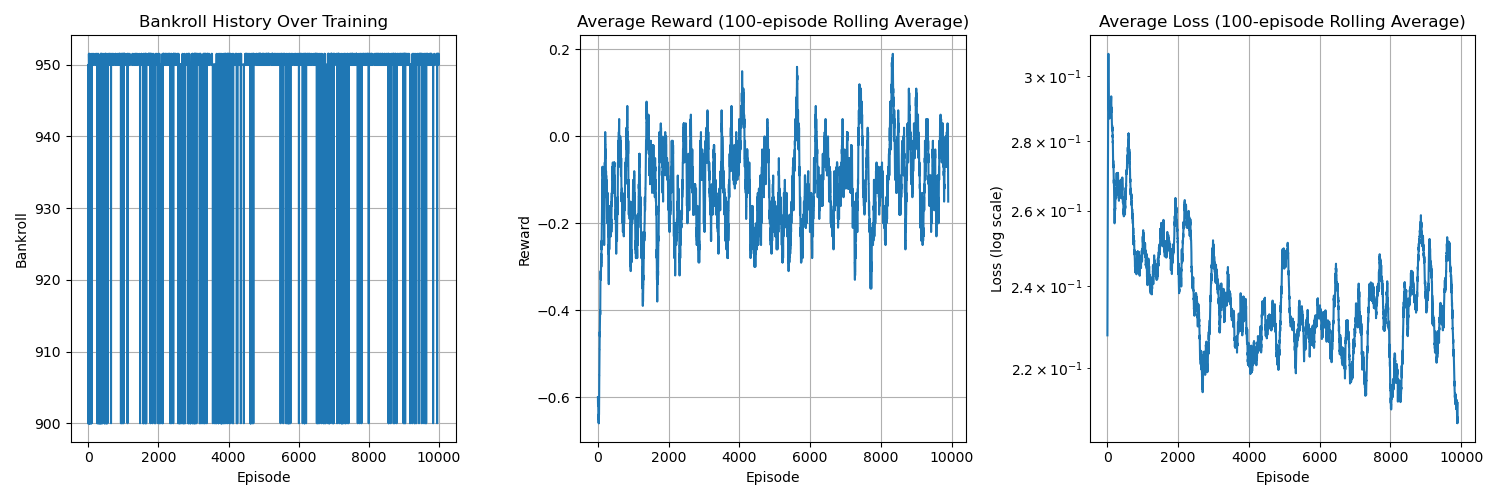 Bankroll History Over Training
Bankroll
950
940
930
920
910
900
0
2000
4000
6000
8000
10000
Episode
Average Reward (100-episode Rolling Average)
Reward
0.2
0.0
−0.2
−0.4
−0.6
0
2000
4000
6000
8000
10000
Episode
Average Loss (100-episode Rolling Average)
Loss (log scale)
3 × 10⁻¹
2.8 × 10⁻¹
2.6 × 10⁻¹
2.4 × 10⁻¹
2.2 × 10⁻¹
0
2000
4000
6000
8000
10000
Episode